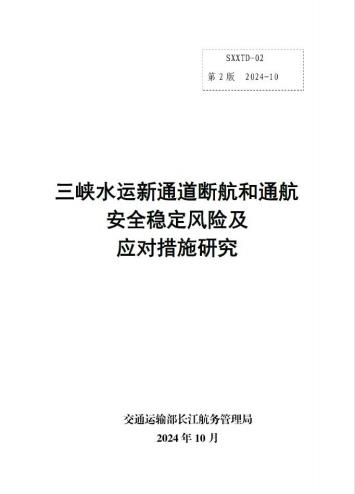 SXXTD-02
第 2 版 2024-10
三峡水运新通道断航和通航
安全稳定风险及
应对措施研究
交通运输部长江航务管理局
2024 年 10 月